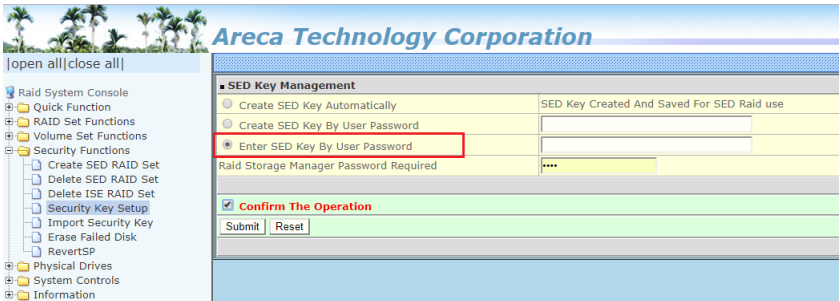 Areca Technology Corporation
|open all|close all|
Raid System Console
Quick Function
RAID Set Functions
Volume Set Functions
Security Functions
Create SED RAID Set
Delete SED RAID Set
Delete ISE RAID Set
Security Key Setup
Import Security Key
Erase Failed Disk
RevertSP
Physical Drives
System Controls
Information
SED Key Management
Create SED Key Automatically SED Key Created And Saved For SED Raid use
Create SED Key By User Password
Enter SED Key By User Password
Raid Storage Manager Password Required ••••
Confirm The Operation
Submit Reset